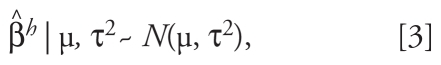 β̂ʰ | μ, τ² ~ N(μ, τ²), [3]